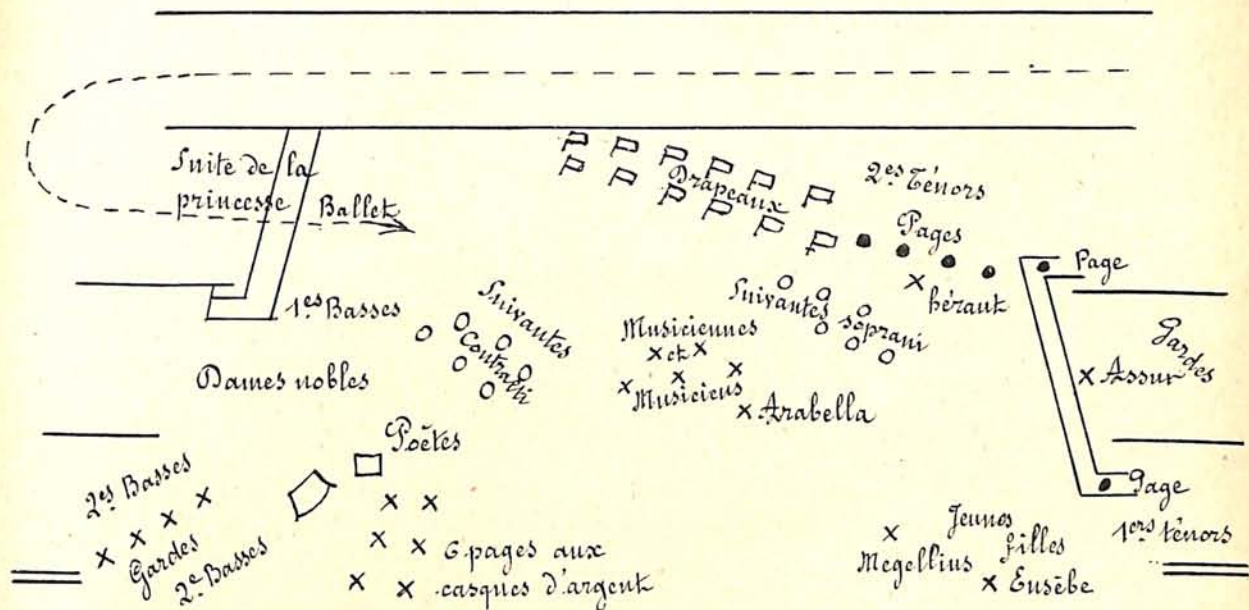 Suite de la
princesse
Ballet
Drapeaux
2es Ténors
Pages
Page
héraut
Gardes
Assur
1es Basses
Suivantes
Contralti
Musiciennes
et
Musiciens
Suivantes soprani
Arabella
Dames nobles
Poètes
2es Basses
Gardes
2e Basses
6 pages aux
casques d'argent
Megellius
Jeunes
filles
Eusèbe
Page
1ers ténors